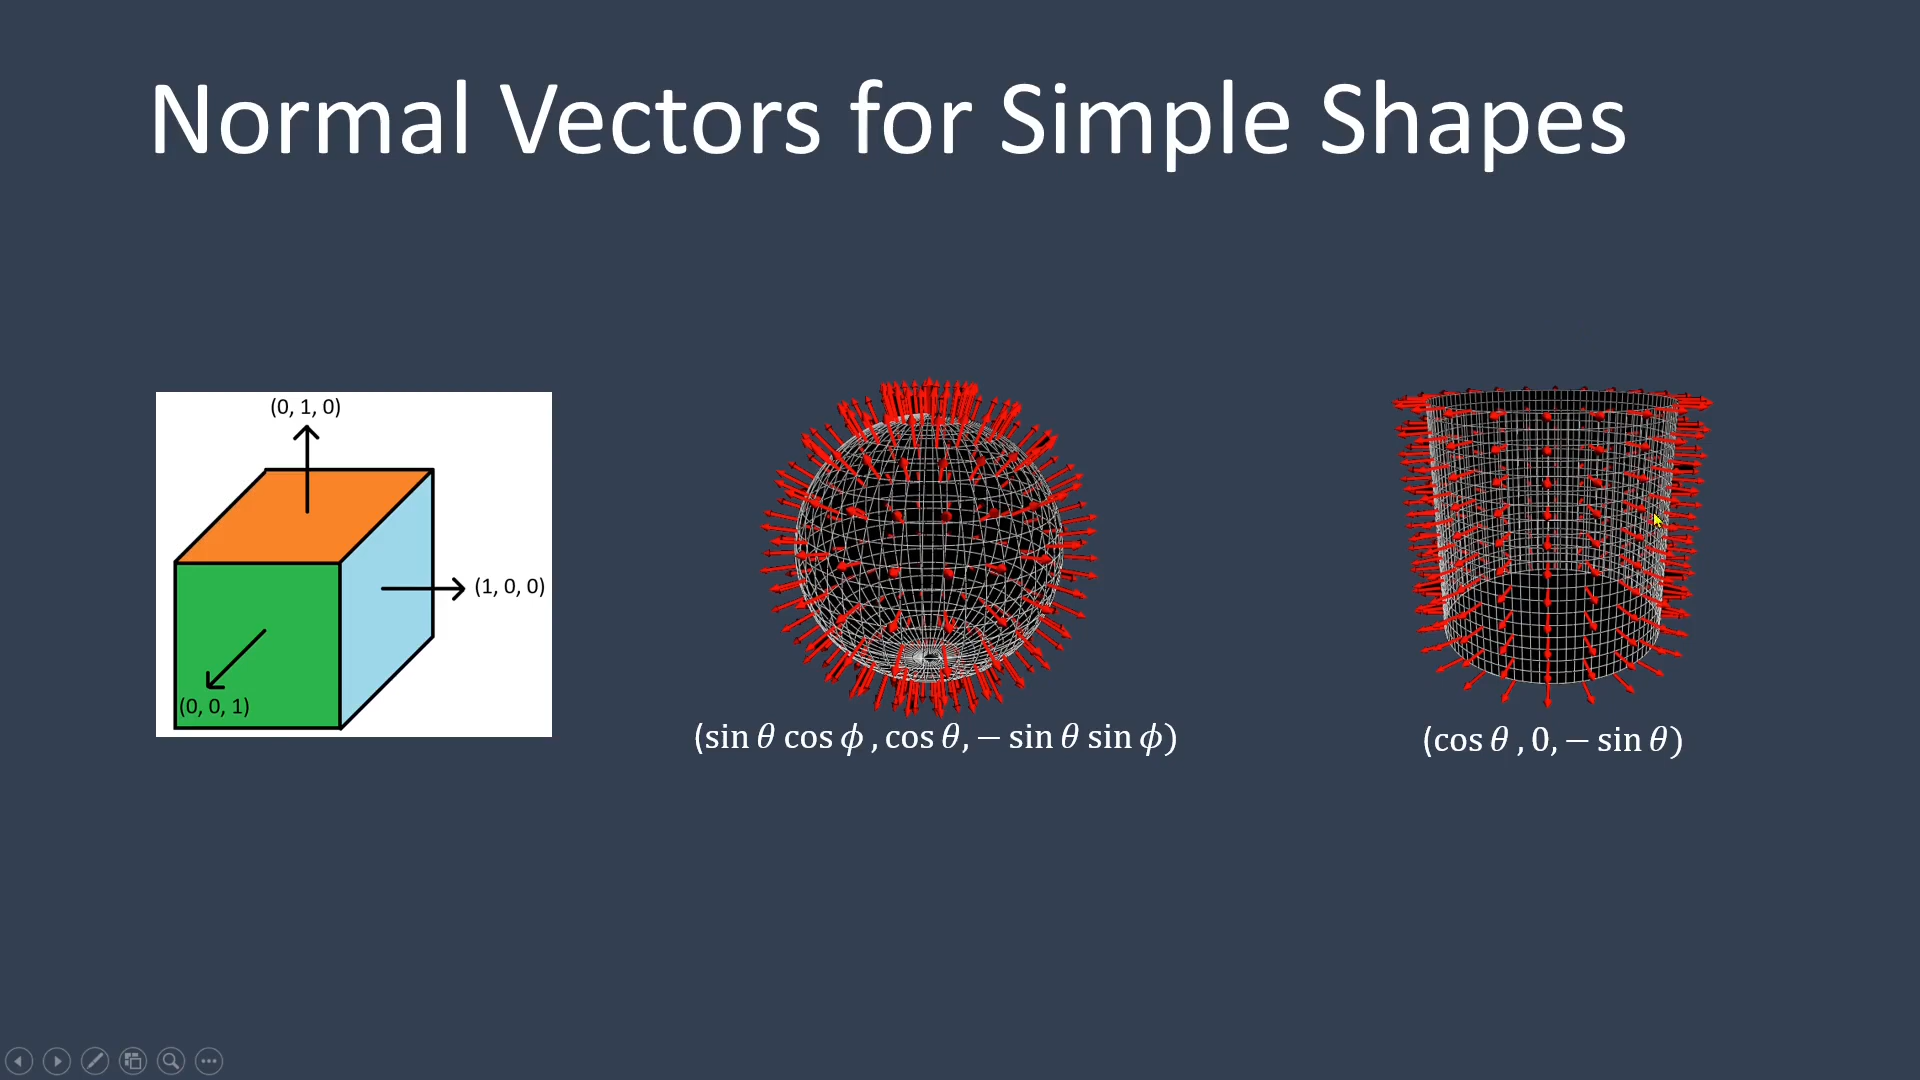 Normal Vectors for Simple Shapes
(0, 1, 0)
(1, 0, 0)
(0, 0, 1)
(sin θ cos ϕ , cos θ, − sin θ sin ϕ)
(cos θ , 0, − sin θ)